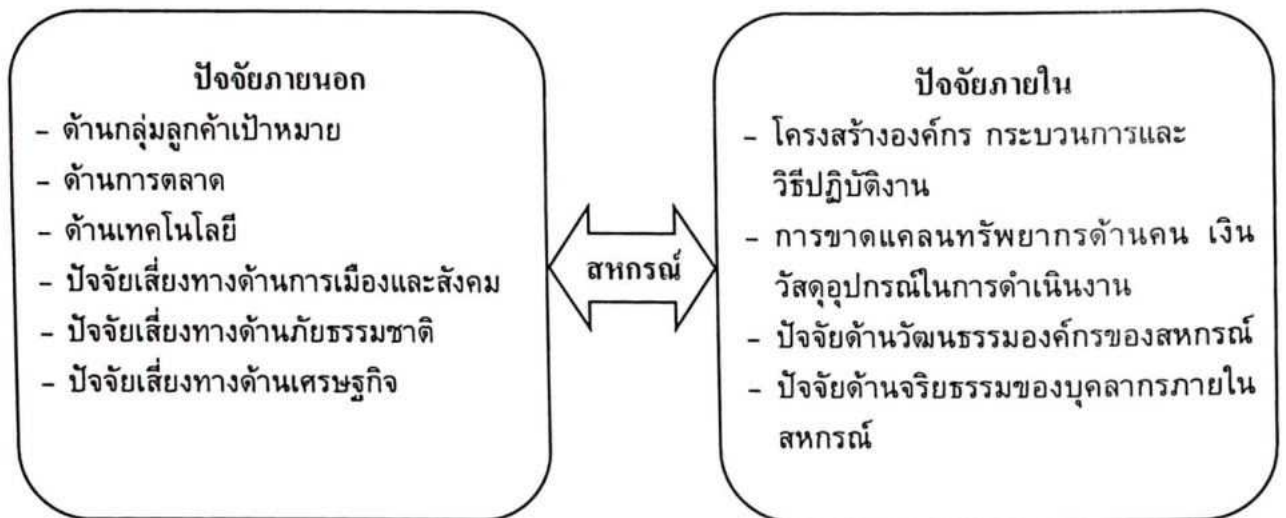 ปัจจัยภายนอก
- ด้านกลุ่มลูกค้าเป้าหมาย
- ด้านการตลาด
- ด้านเทคโนโลยี
- ปัจจัยเสี่ยงทางด้านการเมืองและสังคม
- ปัจจัยเสี่ยงทางด้านภัยธรรมชาติ
- ปัจจัยเสี่ยงทางด้านเศรษฐกิจ
สหกรณ์
ปัจจัยภายใน
- โครงสร้างองค์กร กระบวนการและ
วิธีปฏิบัติงาน
- การขาดแคลนทรัพยากรด้านคน เงิน
วัสดุอุปกรณ์ในการดำเนินงาน
- ปัจจัยด้านวัฒนธรรมองค์กรของสหกรณ์
- ปัจจัยด้านจริยธรรมของบุคลากรภายใน
สหกรณ์